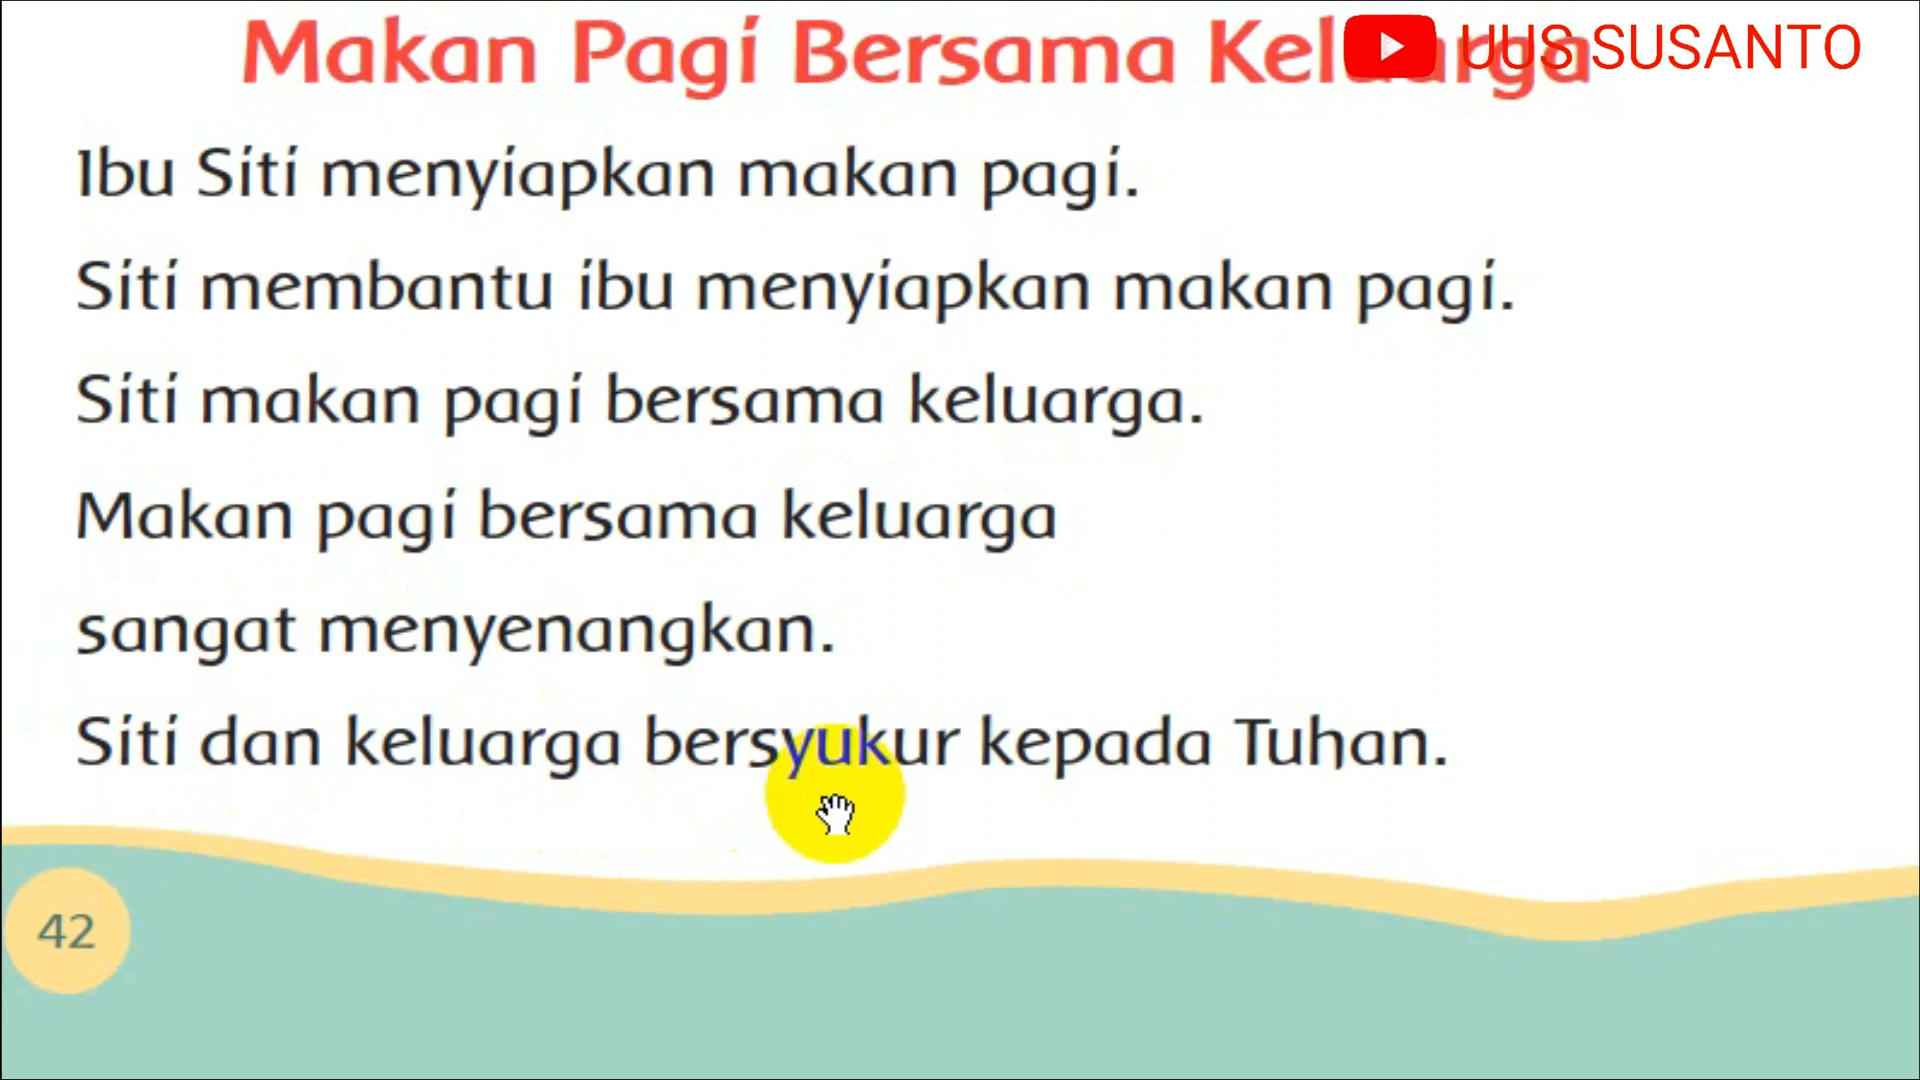 Makan Pagi Bersama Keluarga
UUS SUSANTO
Ibu Siti menyiapkan makan pagi.
Siti membantu ibu menyiapkan makan pagi.
Siti makan pagi bersama keluarga.
Makan pagi bersama keluarga
sangat menyenangkan.
Siti dan keluarga bersyukur kepada Tuhan.
42